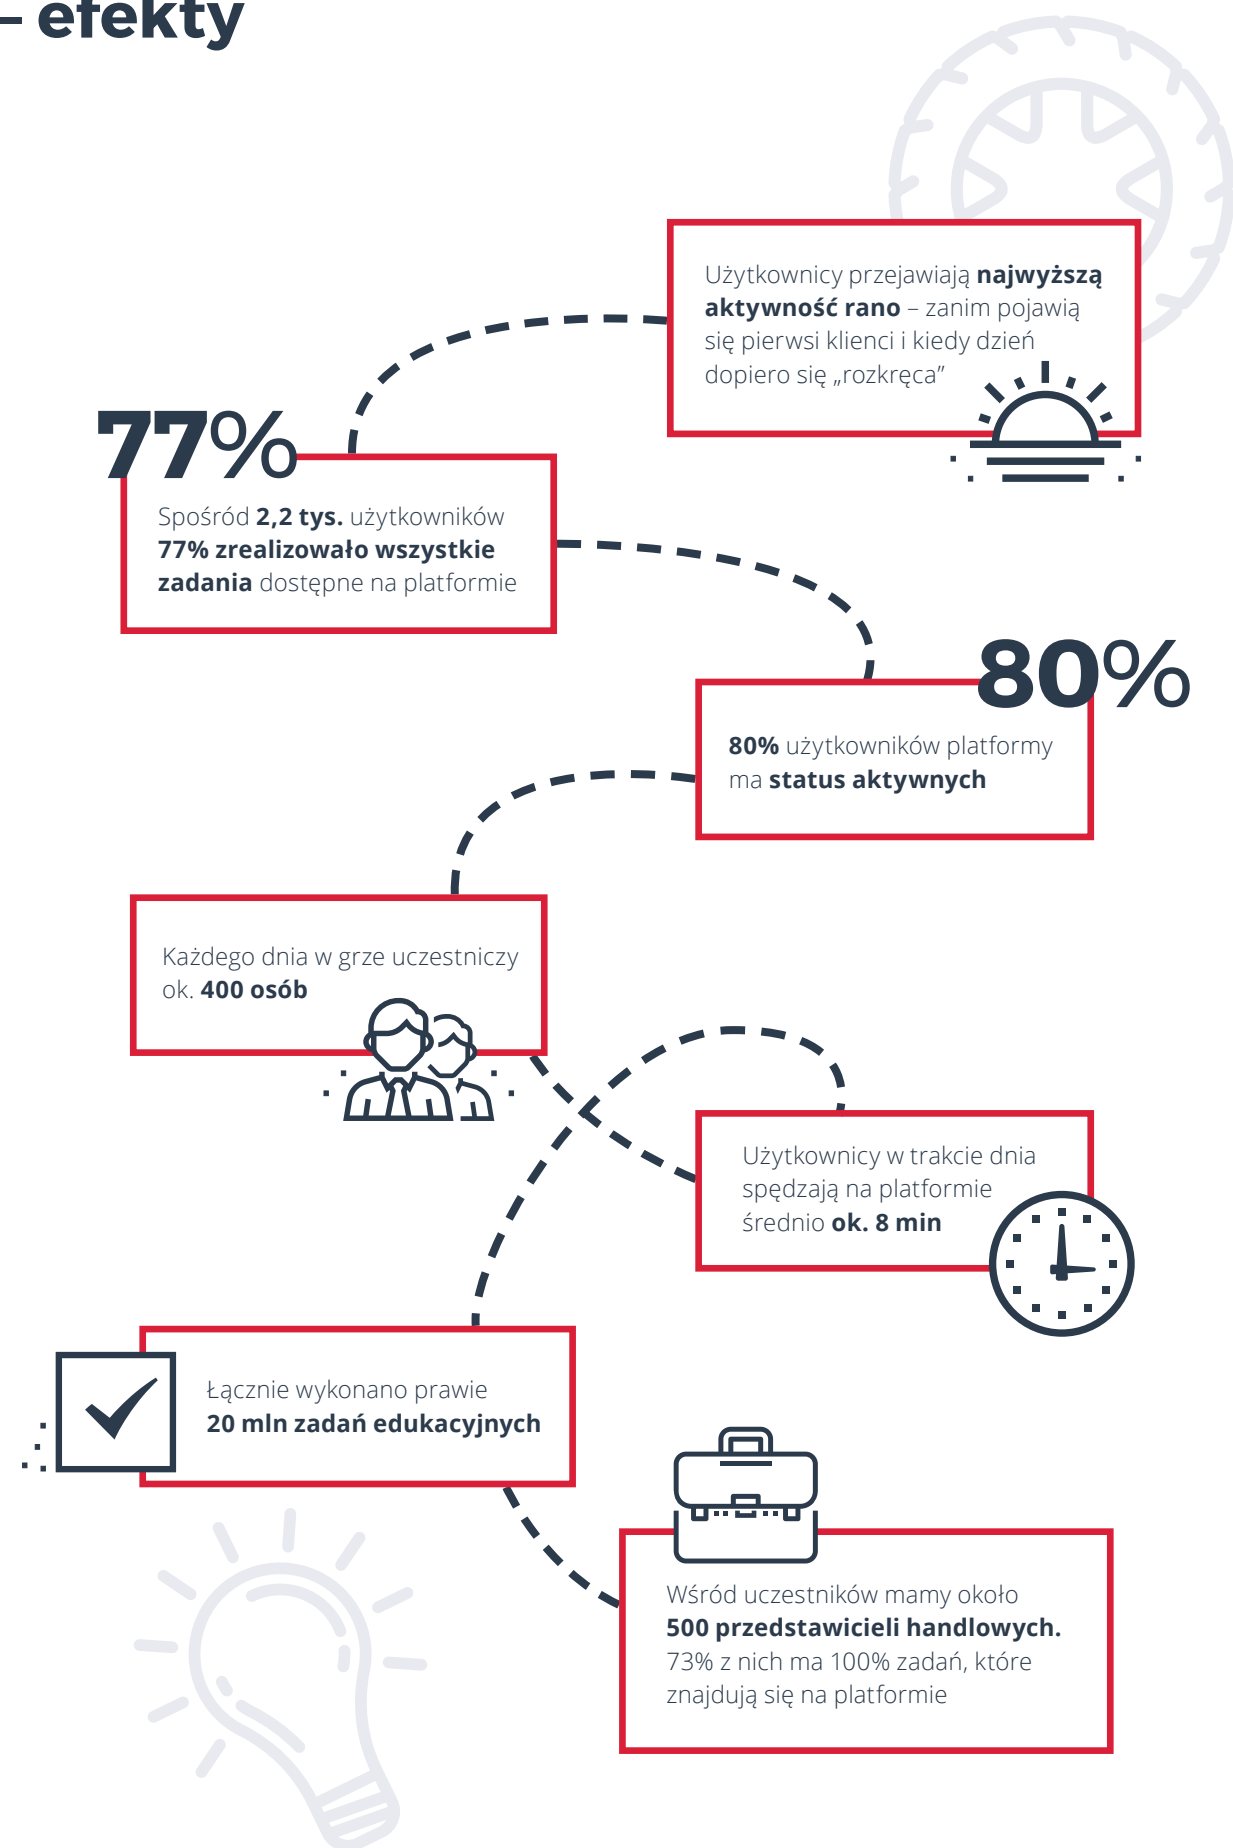 – efekty
Użytkownicy przejawiają najwyższą
aktywność rano – zanim pojawią
się pierwsi klienci i kiedy dzień
dopiero się „rozkręca”
77%
Spośród 2,2 tys. użytkowników
77% zrealizowało wszystkie
zadania dostępne na platformie
80%
80% użytkowników platformy
ma status aktywnych
Każdego dnia w grze uczestniczy
ok. 400 osób
Użytkownicy w trakcie dnia
spędzają na platformie
średnio ok. 8 min
Łącznie wykonano prawie
20 mln zadań edukacyjnych
Wśród uczestników mamy około
500 przedstawicieli handlowych.
73% z nich ma 100% zadań, które
znajdują się na platformie